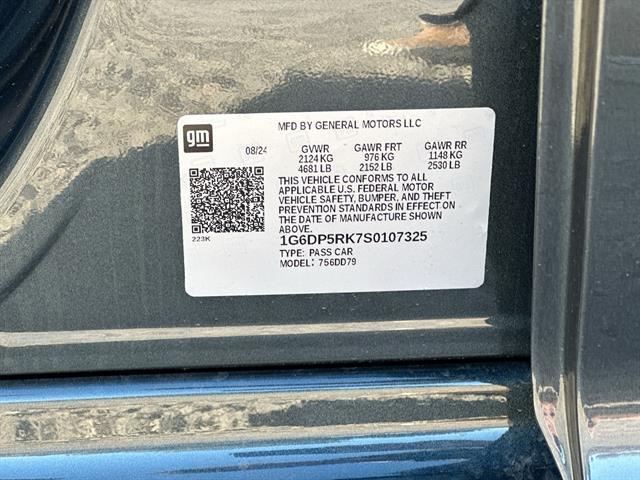 gm
MFD BY GENERAL MOTORS LLC
08/24 GVWR GAWR FRT GAWR RR
2124 KG 976 KG 1148 KG
4681 LB 2152 LB 2530 LB
THIS VEHICLE CONFORMS TO ALL
APPLICABLE U.S. FEDERAL MOTOR
VEHICLE SAFETY, BUMPER, AND THEFT
PREVENTION STANDARDS IN EFFECT ON
THE DATE OF MANUFACTURE SHOWN
ABOVE.
223K
1G6DP5RK7S0107325
TYPE: PASS CAR
MODEL: 756DD79